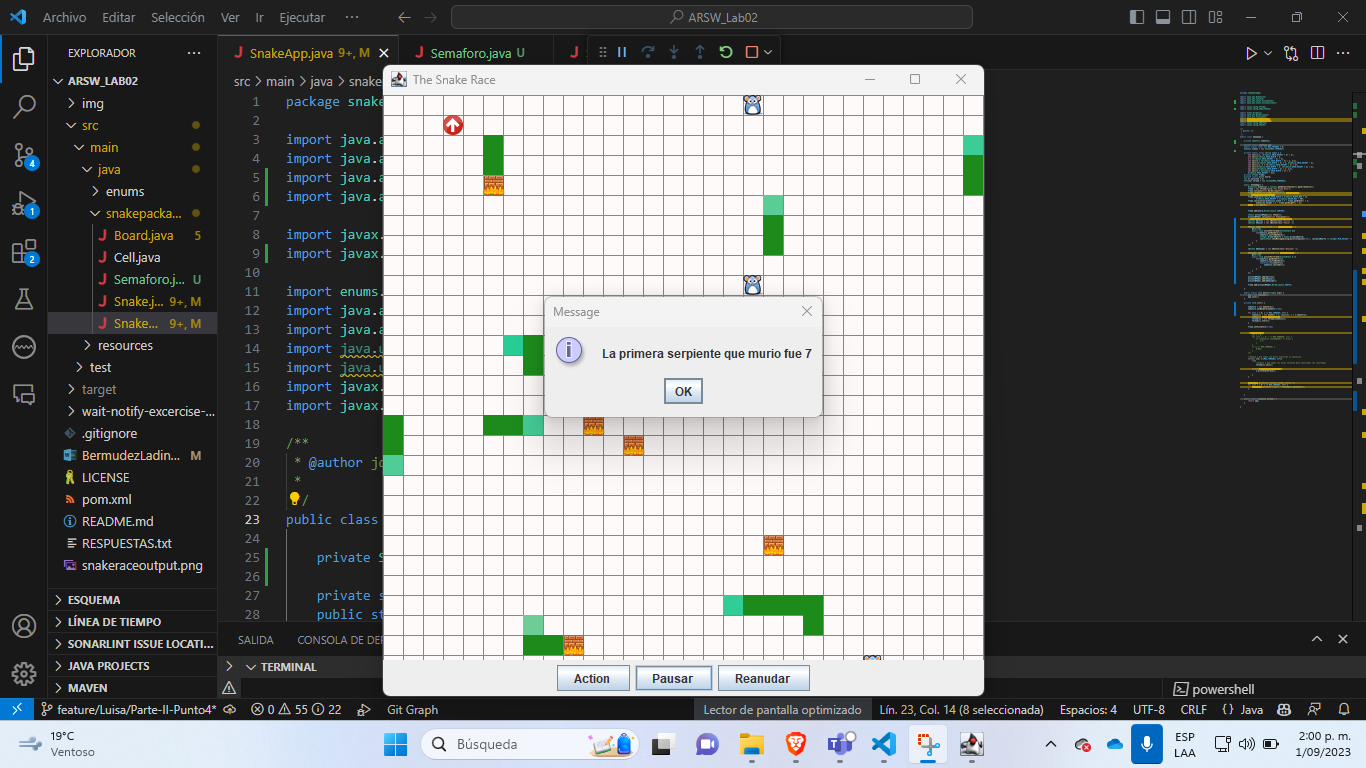 Archivo Editar Selección Ver Ir Ejecutar ··· ARSW_Lab02
EXPLORADOR ···
ARSW_LAB02
img
src
main
java
enums
snakepacka...
Board.java 5
Cell.java
Semaforo.j... U
Snake.j... 9+, M
Snake... 9+, M
resources
test
target
wait-notify-excercise-...
.gitignore
BermudezLadin... M
LICENSE
pom.xml
README.md
RESPUESTAS.txt
snakeraceoutput.png
ESQUEMA
LÍNEA DE TIEMPO
SONARLINT ISSUE LOCATI...
JAVA PROJECTS
MAVEN
SnakeApp.java 9+, M Semaforo.java U
src > main > java > snake
1 package snake
2
3 import java.a
4 import java.a
5 import java.a
6 import java.a
7
8 import javax.
9 import javax.
10
11 import enums.
12 import java.a
13 import java.a
14 import java.u
15 import java.u
16 import javax.
17 import javax.
18
19 /**
20 * @author jo
21 *
22 */
23 public class
24
25 private S
26
27 private s
28 public st
The Snake Race
Message
La primera serpiente que murio fue 7
OK
Action Pausar Reanudar
SALIDA CONSOLA DE DEP
TERMINAL
powershell
feature/Luisa/Parte-II-Punto4* 0 55 22 Git Graph Lector de pantalla optimizado Lín. 23, Col. 14 (8 seleccionada) Espacios: 4 UTF-8 CRLF {} Java
19°C
Ventoso
Búsqueda
ESP
LAA
2:00 p. m.
1/09/2023